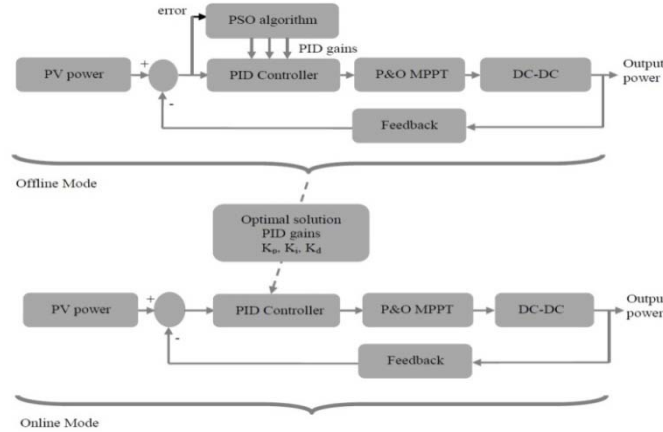 error
PSO algorithm
PID gains
PV power
+
-
PID Controller
P&O MPPT
DC-DC
Output
power
Feedback
Offline Mode
Optimal solution
PID gains
Kp, Ki, Kd
PV power
+
-
PID Controller
P&O MPPT
DC-DC
Output
power
Feedback
Online Mode